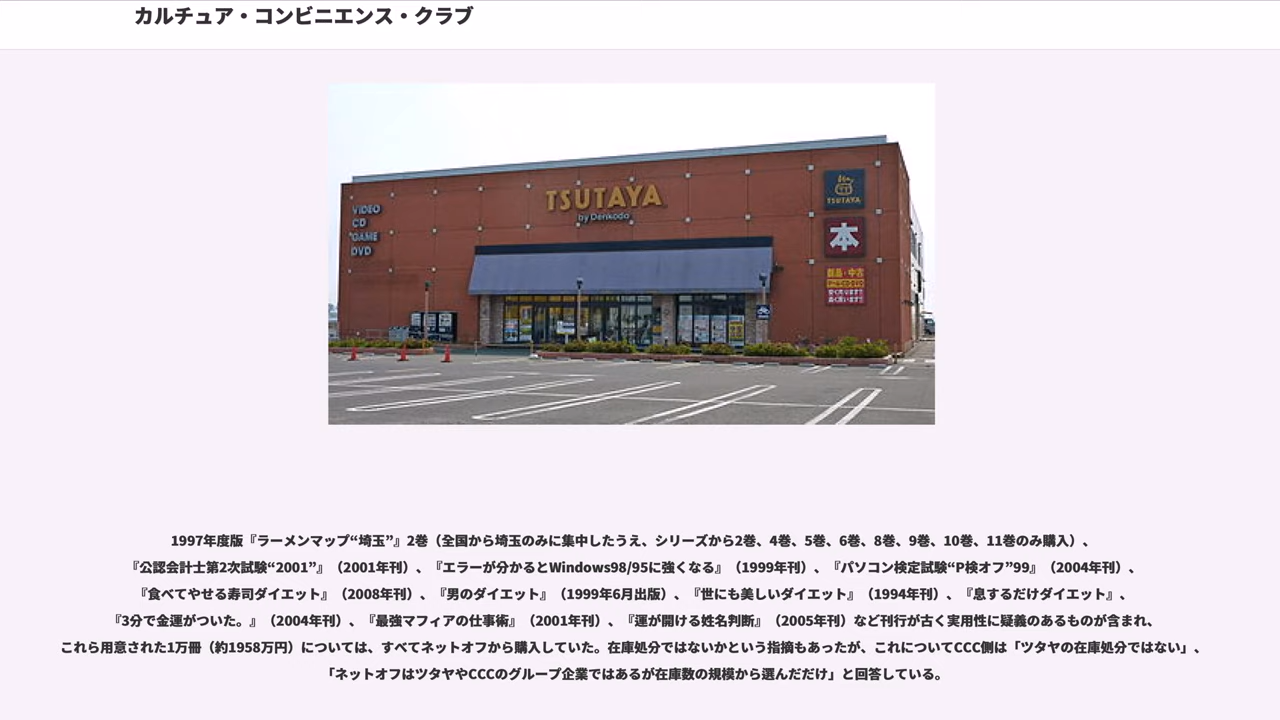 カルチュア・コンビニエンス・クラブ
TSUTAYA
by Denkodo
VIDEO
CD
GAME
DVD
TSUTAYA
本
新品・中古
1997年度版『ラーメンマップ“埼玉”』2巻（全国から埼玉のみに集中したうえ、シリーズから2巻、4巻、5巻、6巻、8巻、9巻、10巻、11巻のみ購入）、
『公認会計士第2次試験“2001”』（2001年刊）、『エラーが分かるとWindows98/95に強くなる』（1999年刊）、『パソコン検定試験“P検オフ”99』（2004年刊）、
『食べてやせる寿司ダイエット』（2008年刊）、『男のダイエット』（1999年6月出版）、『世にも美しいダイエット』（1994年刊）、『息するだけダイエット』、
『3分で金運がついた。』（2004年刊）、『最強マフィアの仕事術』（2001年刊）、『運が開ける姓名判断』（2005年刊）など刊行が古く実用性に疑義のあるものが含まれ、
これら用意された1万冊（約1958万円）については、すべてネットオフから購入していた。在庫処分ではないかという指摘もあったが、これについてCCC側は「ツタヤの在庫処分ではない」、
「ネットオフはツタヤやCCCのグループ企業ではあるが在庫数の規模から選んだだけ」と回答している。